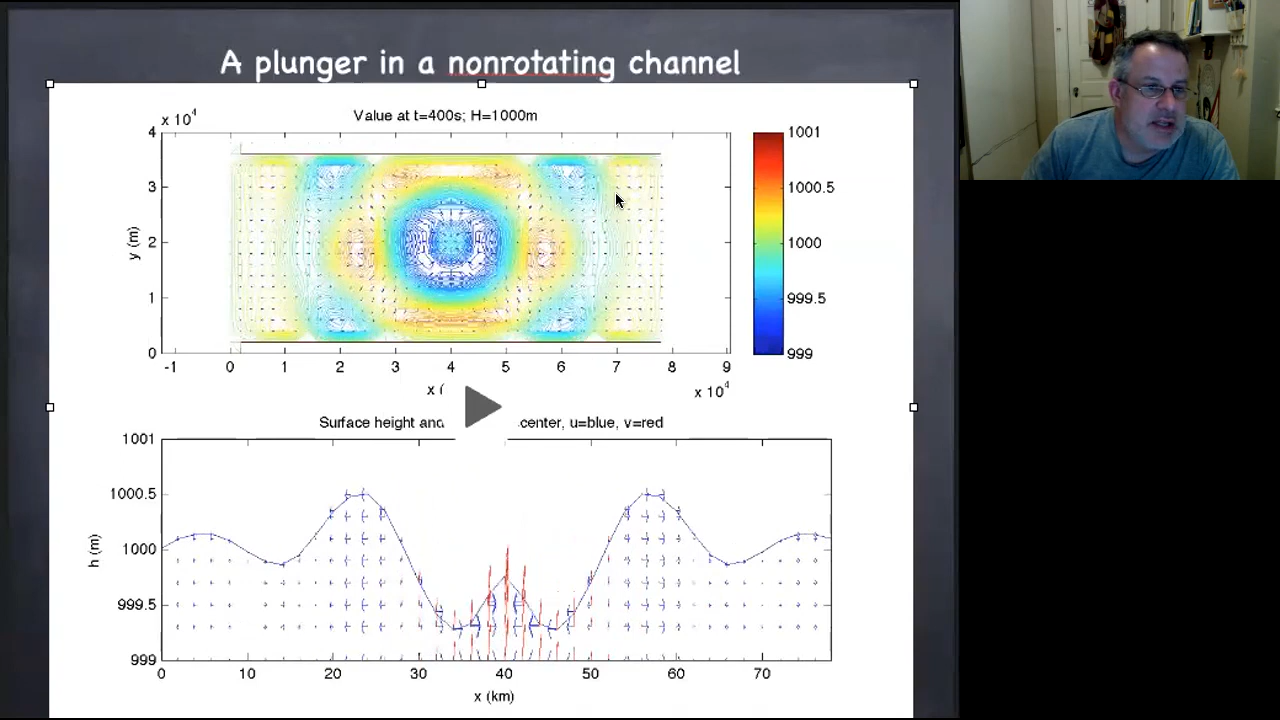 A plunger in a nonrotating channel
Value at t=400s; H=1000m
x 10^4
4
3
2
1
0
y (m)
-1 0 1 2 3 4 5 6 7 8 9
x (
x 10^4
1001
1000.5
1000
999.5
999
Surface height and center, u=blue, v=red
1001
1000.5
1000
999.5
999
h (m)
0 10 20 30 40 50 60 70
x (km)